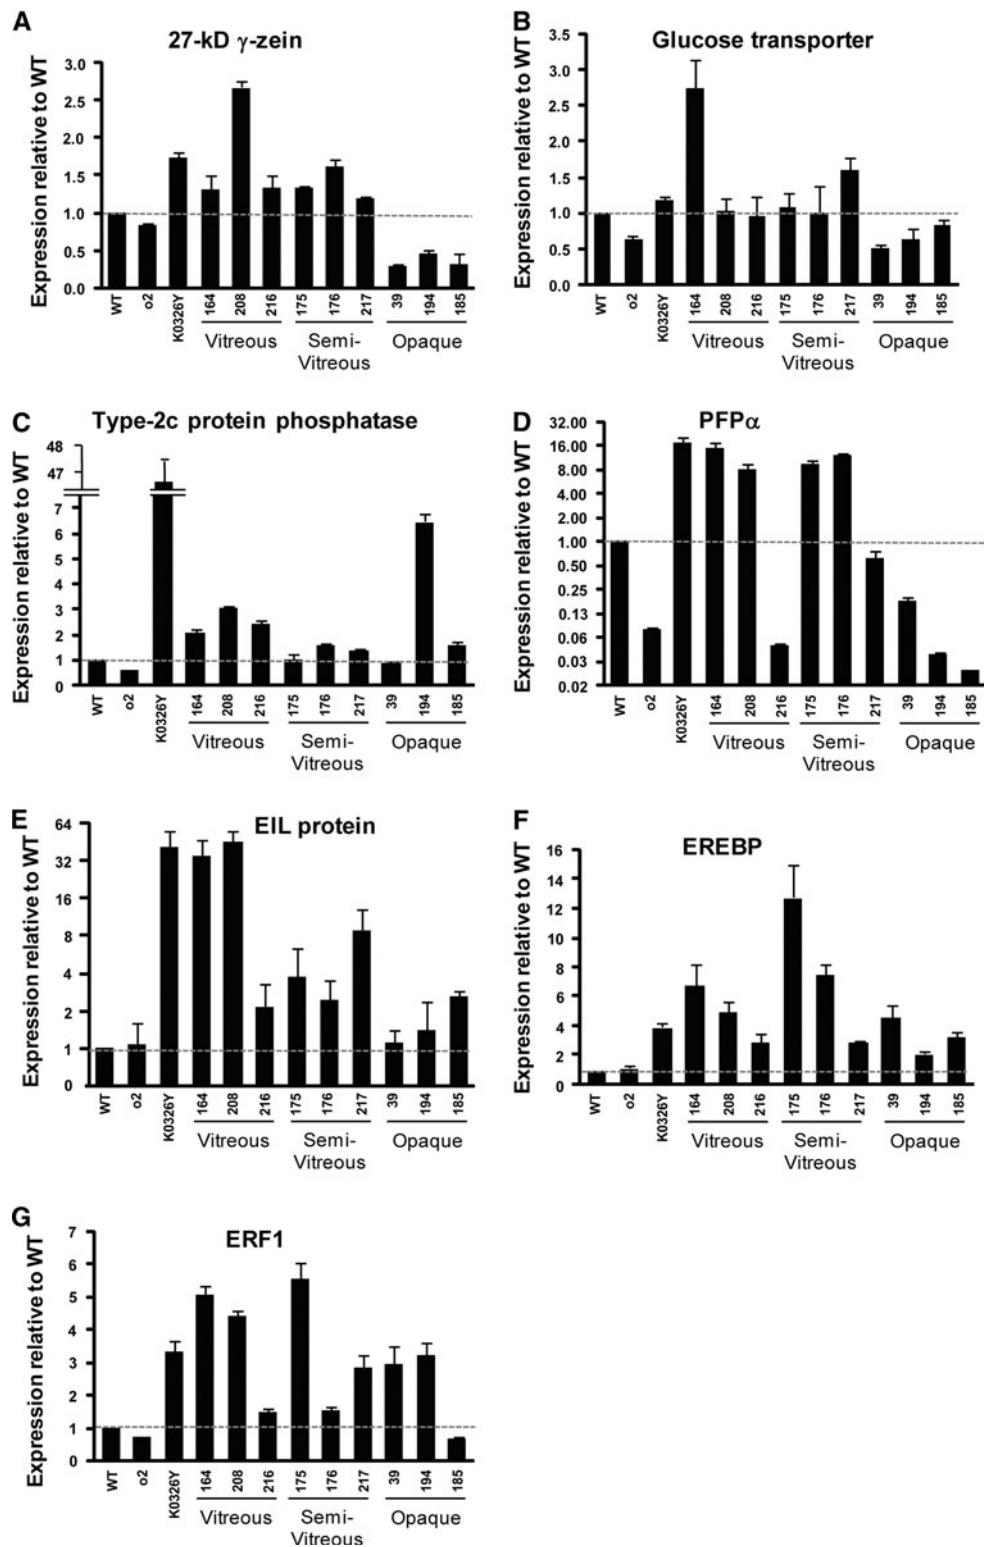 A
27-kD γ-zein
Expression relative to WT
3.0
2.5
2.0
1.5
1.0
0.5
0.0
WT
o2
K0326Y
164
208
216
175
176
217
39
194
185
Vitreous
Semi-
Vitreous
Opaque
B
Glucose transporter
Expression relative to WT
3.5
3.0
2.5
2.0
1.5
1.0
0.5
0.0
WT
o2
K0326Y
164
208
216
175
176
217
39
194
185
Vitreous
Semi-
Vitreous
Opaque
C
Type-2c protein phosphatase
Expression relative to WT
48
47
7
6
5
4
3
2
1
0
WT
o2
K0326Y
164
208
216
175
176
217
39
194
185
Vitreous
Semi-
Vitreous
Opaque
D
PFPα
Expression relative to WT
16.00
8.00
4.00
2.00
1.00
0.50
0.25
0.13
0.06
0.03
0.02
WT
o2
K0326Y
164
208
216
175
176
217
39
194
185
Vitreous
Semi-
Vitreous
Opaque
E
EIL protein
Expression relative to WT
64
32
16
8
4
2
1
0
WT
o2
K0326Y
164
208
216
175
176
217
39
194
185
Vitreous
Semi-
Vitreous
Opaque
F
EREBP
Expression relative to WT
16
14
12
10
8
6
4
2
0
WT
o2
K0326Y
164
208
216
175
176
217
39
194
185
Vitreous
Semi-
Vitreous
Opaque
G
ERF1
Expression relative to WT
7
6
5
4
3
2
1
0
WT
o2
K0326Y
164
208
216
175
176
217
39
194
185
Vitreous
Semi-
Vitreous
Opaque